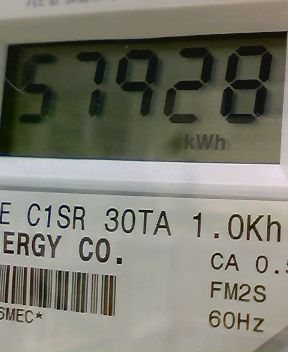 57928
kWh
E C1SR 30TA 1.0Kh
ERGY CO.
CA 0.5
FM2S
6MEC*
60Hz